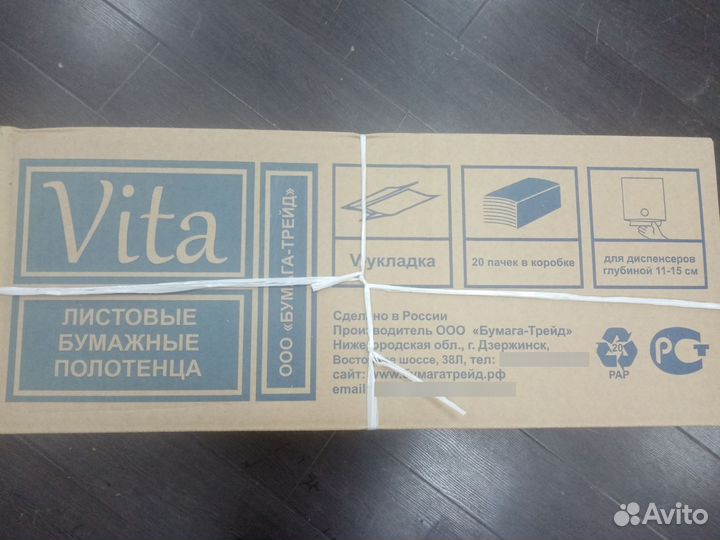 Vita
ЛИСТОВЫЕ
БУМАЖНЫЕ
ПОЛОТЕНЦА
ООО «БУМАГА-ТРЕЙД»
V-укладка
20 пачек в коробке
для диспенсеров
глубиной 11-15 см
Сделано в России
Производитель ООО «Бумага-Трейд»
Нижегородская обл., г. Дзержинск,
Восточное шоссе, 38Л, тел:
сайт: www.бумагатрейд.рф
email:
20
PAP
РСТ
Avito